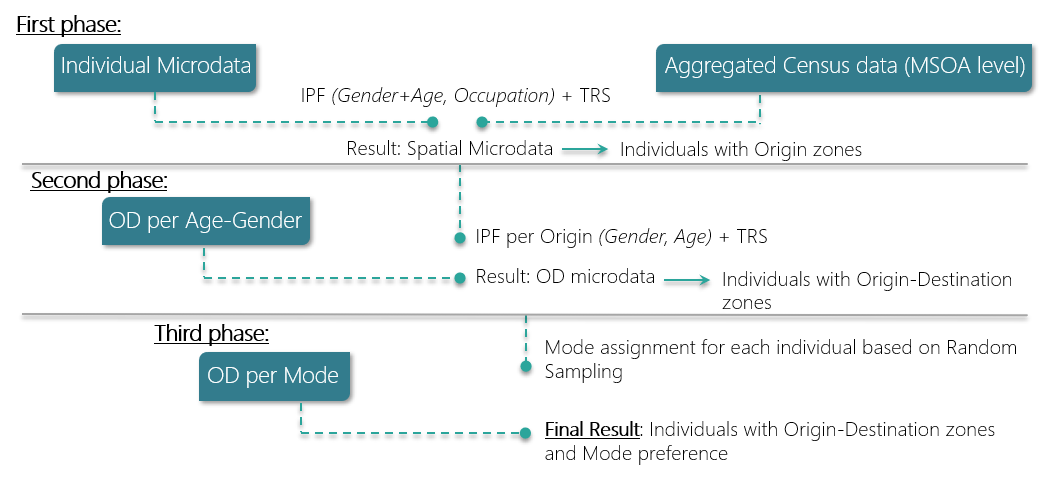 First phase:
Individual Microdata
Aggregated Census data (MSOA level)
IPF (Gender+Age, Occupation) + TRS
Result: Spatial Microdata
Individuals with Origin zones
Second phase:
OD per Age-Gender
IPF per Origin (Gender, Age) + TRS
Result: OD microdata
Individuals with Origin-Destination
zones
Third phase:
OD per Mode
Mode assignment for each individual based on Random
Sampling
Final Result: Individuals with Origin-Destination zones
and Mode preference